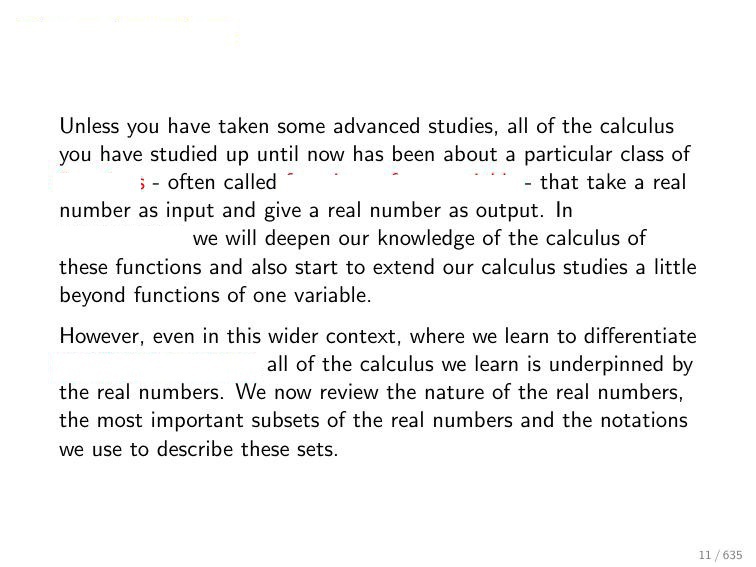 Unless you have taken some advanced studies, all of the calculus
you have studied up until now has been about a particular class of
- often called - that take a real
number as input and give a real number as output. In
we will deepen our knowledge of the calculus of
these functions and also start to extend our calculus studies a little
beyond functions of one variable.
However, even in this wider context, where we learn to differentiate
all of the calculus we learn is underpinned by
the real numbers. We now review the nature of the real numbers,
the most important subsets of the real numbers and the notations
we use to describe these sets.
11 / 635